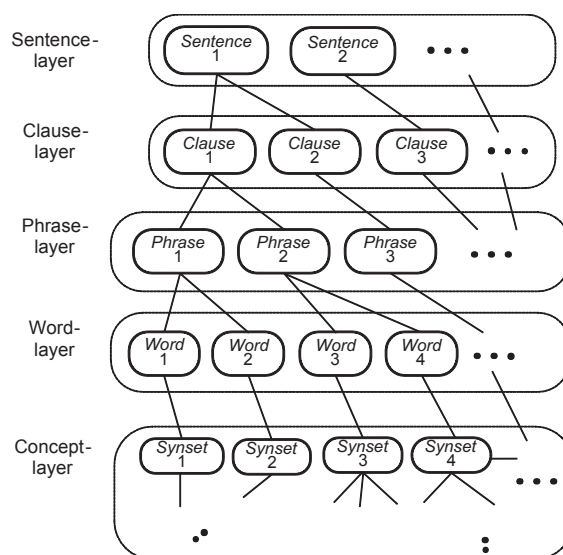 Sentence-
layer
Sentence
1
Sentence
2
Clause-
layer
Clause
1
Clause
2
Clause
3
Phrase-
layer
Phrase
1
Phrase
2
Phrase
3
Word-
layer
Word
1
Word
2
Word
3
Word
4
Concept-
layer
Synset
1
Synset
2
Synset
3
Synset
4